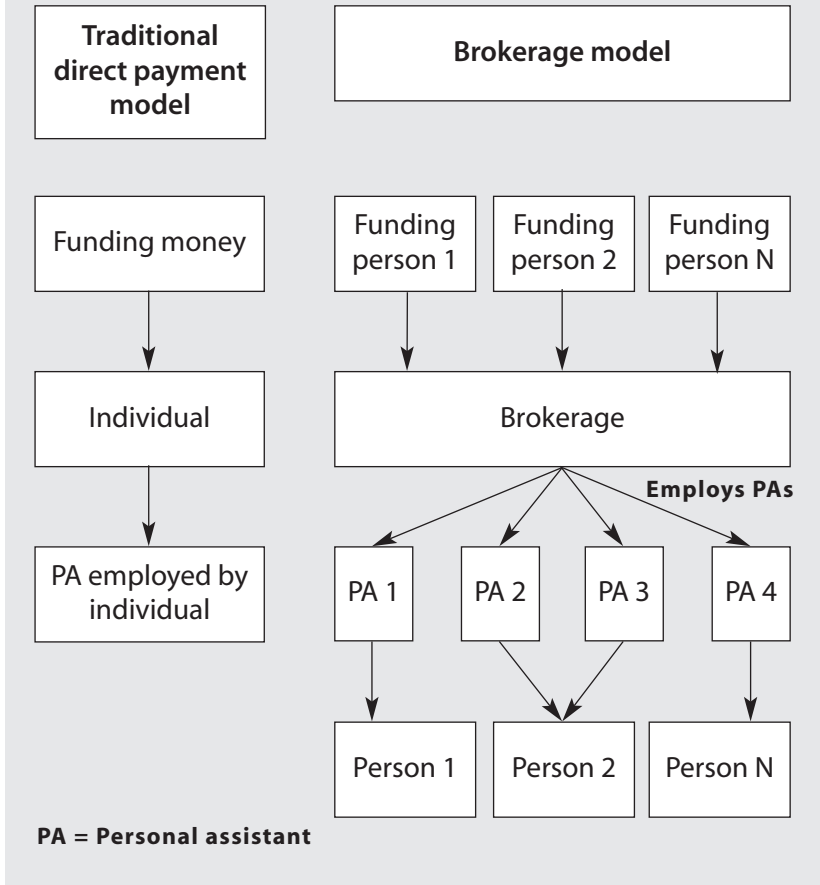 Traditional
direct payment
model
Brokerage model
Funding money
Funding
person 1
Funding
person 2
Funding
person N
Individual
Brokerage
Employs PAs
PA employed by
individual
PA 1
PA 2
PA 3
PA 4
Person 1
Person 2
Person N
PA = Personal assistant